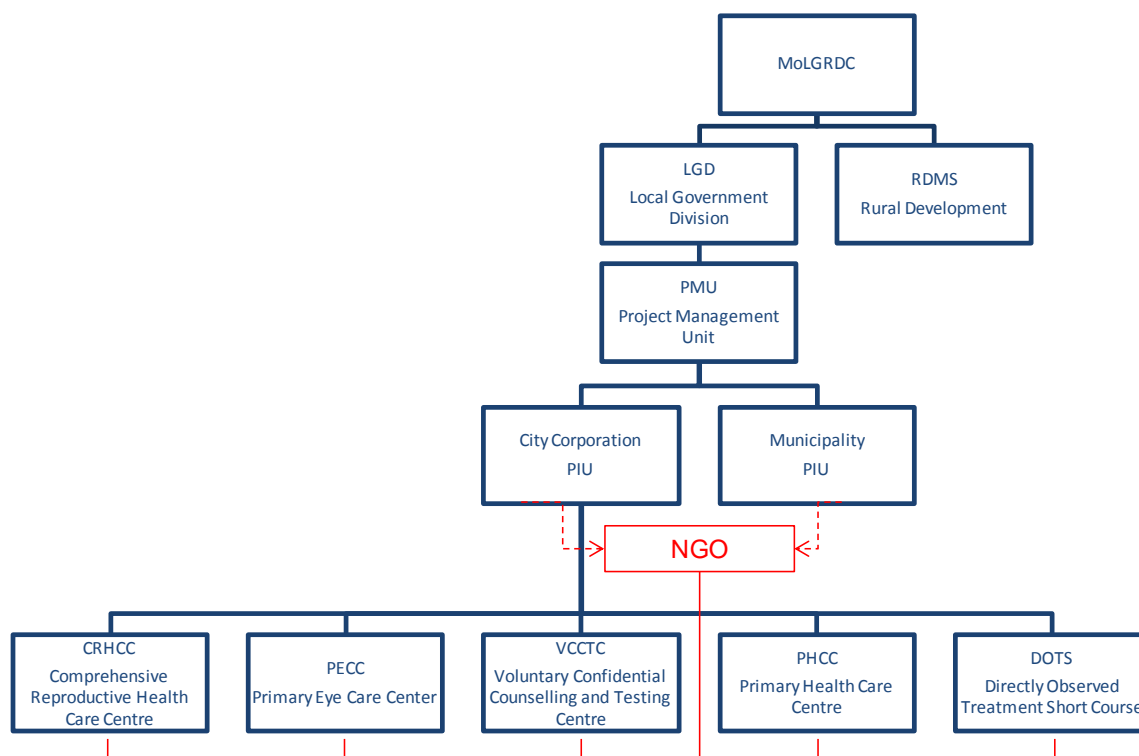 MoLGRDC
LGD
Local Government
Division
RDMS
Rural Development
PMU
Project Management
Unit
City Corporation
PIU
Municipality
PIU
NGO
CRHCC
Comprehensive
Reproductive Health
Care Centre
PECC
Primary Eye Care Center
VCCTC
Voluntary Confidential
Counselling and Testing
Centre
PHCC
Primary Health Care
Centre
DOTS
Directly Observed
Treatment Short Course